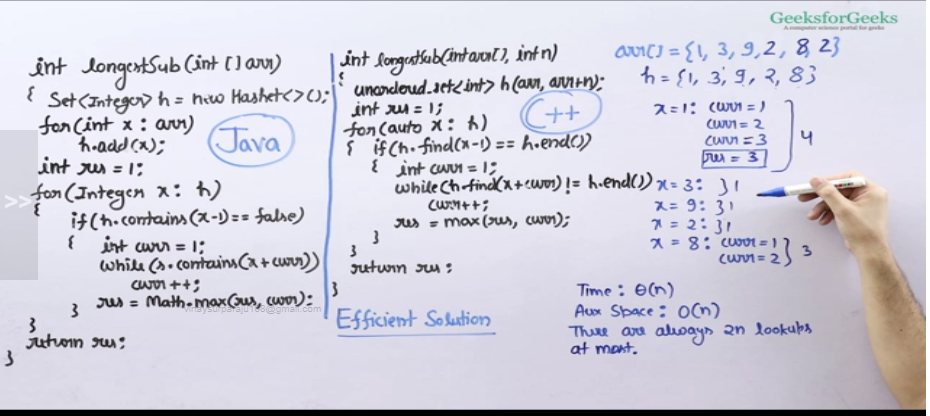 GeeksforGeeks
A computer science portal for geeks
int longestSub(int [] arr)
{ Set<Integer> h = new Hashet<>();
for(int x : arr)
h.add(x);
int res = 1;
for(Integer x : h)
{
if(h.contains(x-1) == false)
{ int curr = 1;
while(s.contains(x+curr))
curr ++;
res = Math.max(res, curr);
}
}
return res;
}
Java
int longestSub(int arr[], int n)
{
unordered_set<int> h(arr, arr+n);
int res = 1;
for(auto x : h)
{ if(h.find(x-1) == h.end())
{ int curr = 1;
while(h.find(x+curr) != h.end())
curr++;
res = max(res, curr);
}
}
return res;
}
C++
Efficient Solution
arr[] = {1, 3, 9, 2, 8, 2}
h = {1, 3, 9, 2, 8}
x = 1: curr = 1
curr = 2
curr = 3
res = 3
4
x = 3: } 1
x = 9: } 1
x = 2: } 1
x = 8: curr = 1
curr = 2 } 3
Time : Θ(n)
Aux Space : O(n)
There are always 2n lookups
at most.
>>